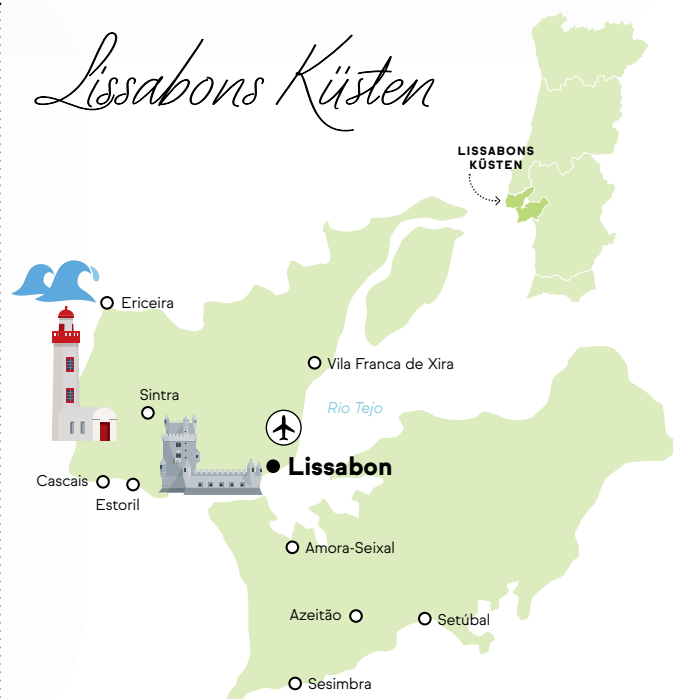 Lissabons Küsten
LISSABONS
KÜSTEN
Ericeira
Vila Franca de Xira
Sintra
Río Tejo
Lissabon
Cascais
Estoril
Amora-Seixal
Azeitão
Setúbal
Sesimbra